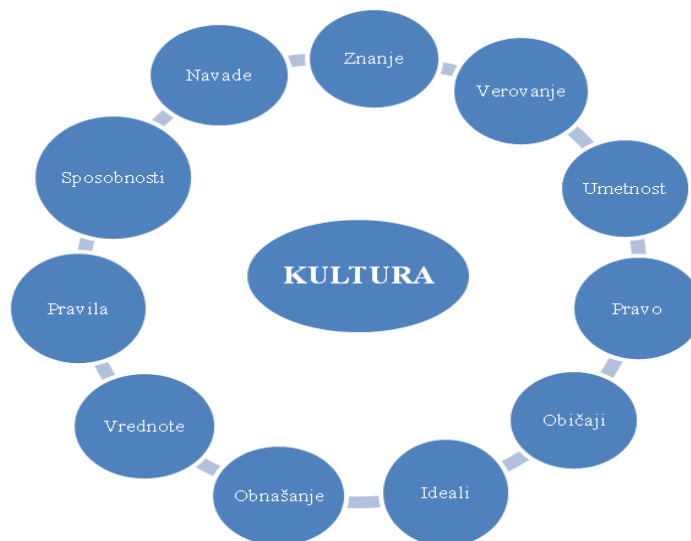 Znanje
Verovanje
Umetnost
Pravo
Običaji
Ideali
Obnašanje
Vrednote
Pravila
Sposobnosti
Navade
KULTURA